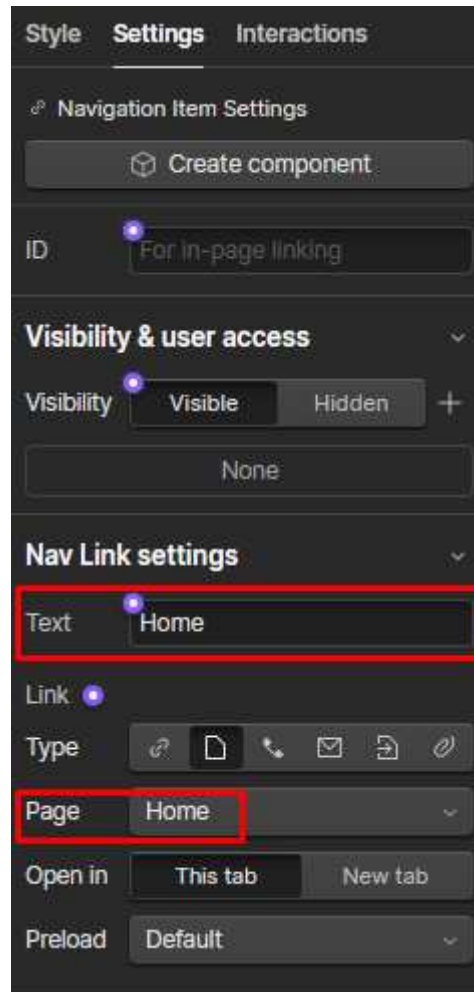 Style Settings Interactions
Navigation Item Settings
Create component
ID For in-page linking
Visibility & user access
Visibility Visible Hidden
None
Nav Link settings
Text Home
Link
Type
Page Home
Open in This tab New tab
Preload Default